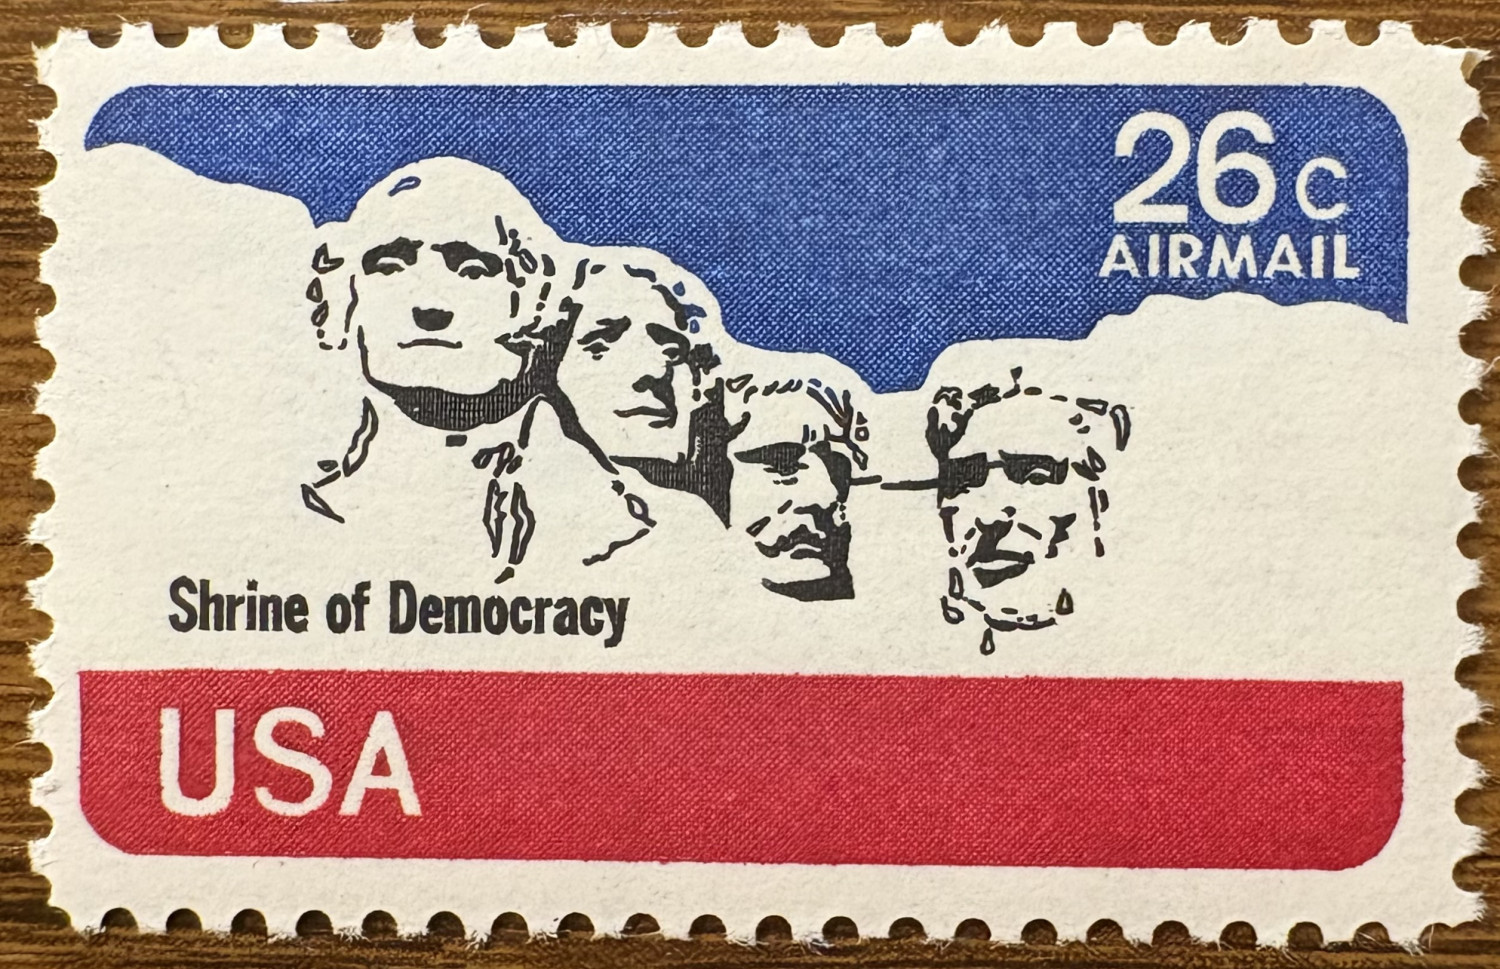 26c
AIRMAIL
Shrine of Democracy
USA